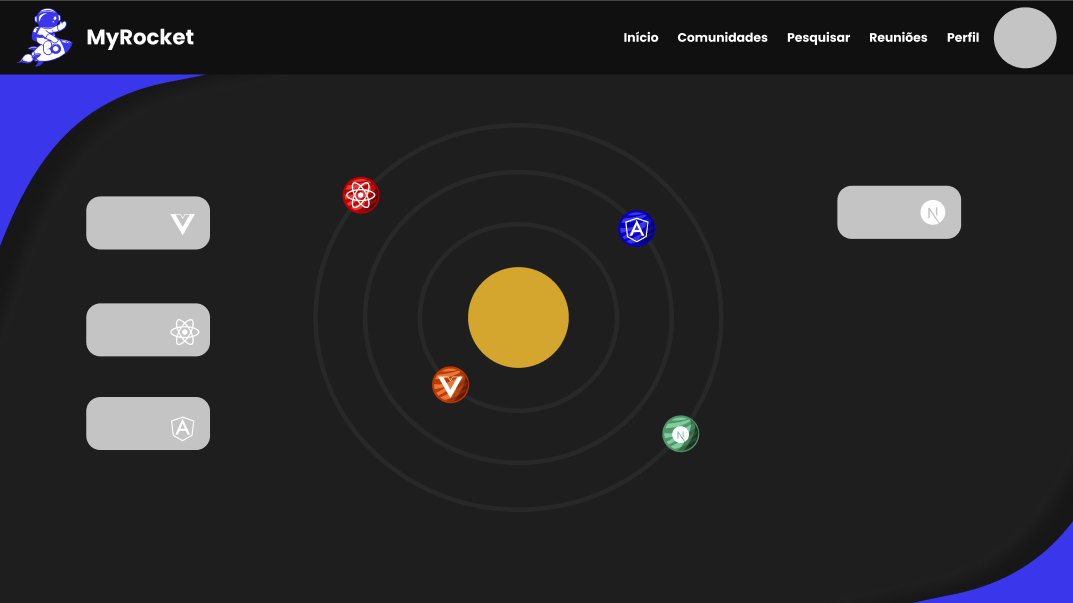 MyRocket
Início Comunidades Pesquisar Reuniões Perfil
N
N